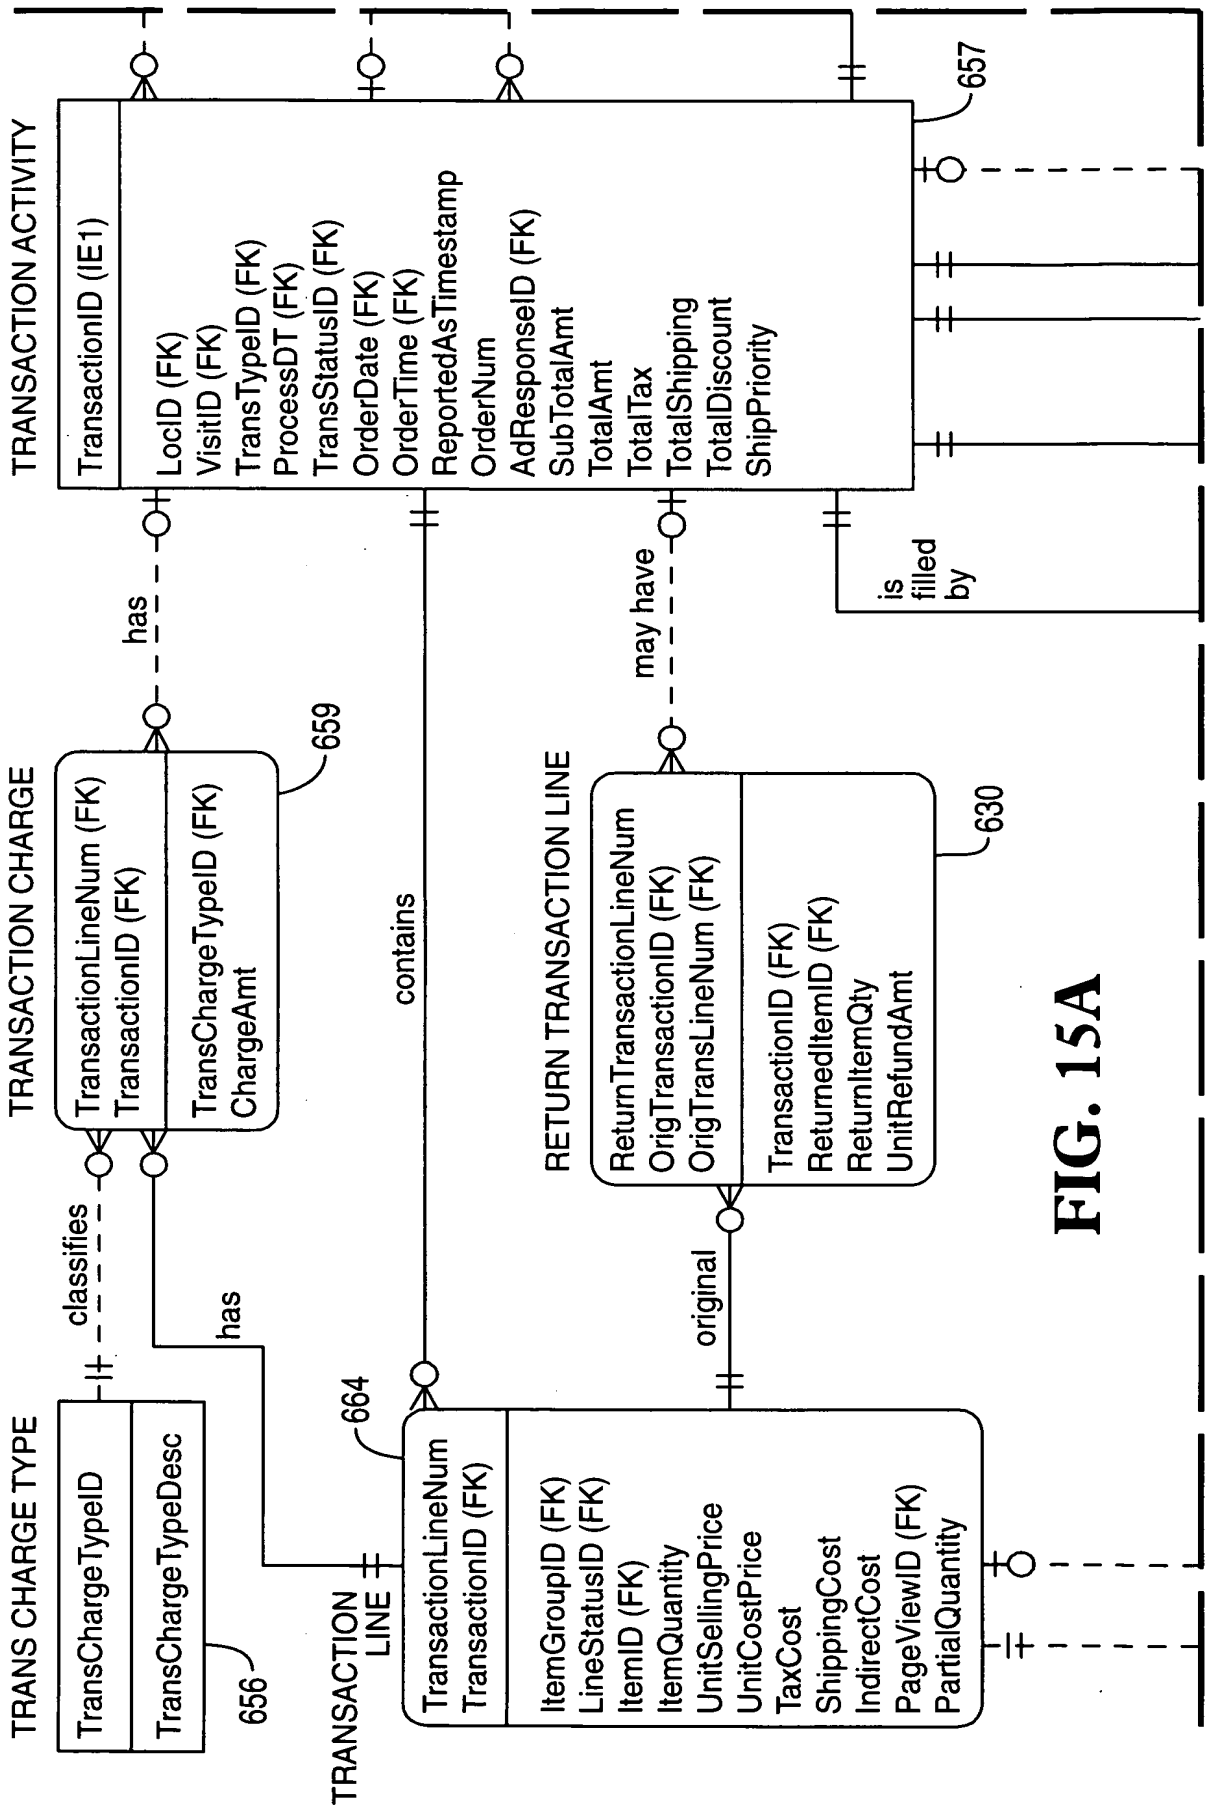 TRANS CHARGE TYPE
TransChargeTypeID
TransChargeTypeDesc
656
classifies
has
TRANSACTION CHARGE
TransactionLineNum (FK)
TransactionID (FK)
TransChargeTypeID (FK)
ChargeAmt
659
has
TRANSACTION ACTIVITY
TransactionID (IE1)
LocID (FK)
VisitID (FK)
TransTypeID (FK)
ProcessDT (FK)
TransStatusID (FK)
OrderDate (FK)
OrderTime (FK)
ReportedAsTimestamp
OrderNum
AdResponseID (FK)
SubTotalAmt
TotalAmt
TotalTax
TotalShipping
TotalDiscount
ShipPriority
657
TRANSACTION
LINE
664
TransactionLineNum
TransactionID (FK)
ItemGroupID (FK)
LineStatusID (FK)
ItemID (FK)
ItemQuantity
UnitSellingPrice
UnitCostPrice
TaxCost
ShippingCost
IndirectCost
PageViewID (FK)
PartialQuantity
contains
original
RETURN TRANSACTION LINE
ReturnTransactionLineNum
OrigTransactionID (FK)
OrigTransLineNum (FK)
TransactionID (FK)
ReturnedItemID (FK)
ReturnItemQty
UnitRefundAmt
630
may have
is
filled
by
FIG. 15A